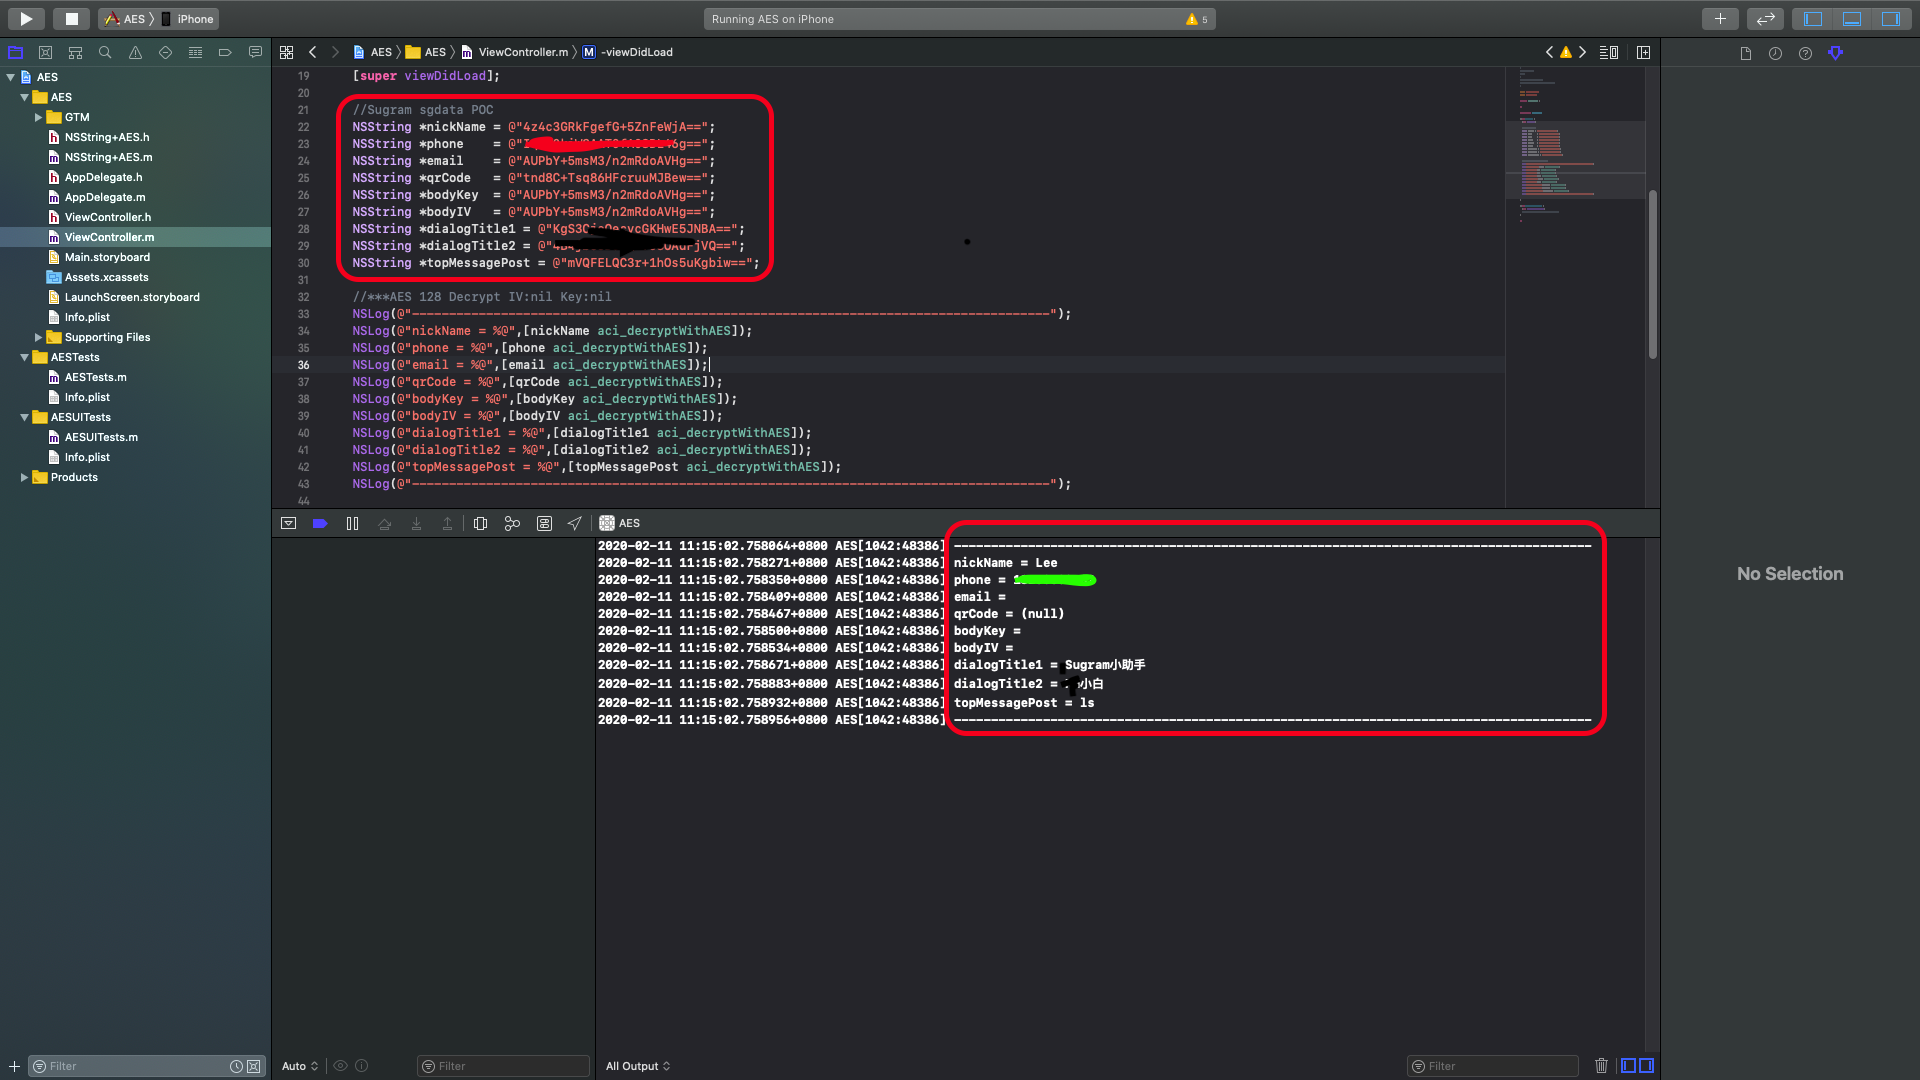 AES
iPhone
Running AES on iPhone
5
AES
AES
ViewController.m
M
-viewDidLoad
AES
AES
GTM
NSString+AES.h
NSString+AES.m
AppDelegate.h
AppDelegate.m
ViewController.h
ViewController.m
Main.storyboard
Assets.xcassets
LaunchScreen.storyboard
Info.plist
Supporting Files
AESTests
AESTests.m
Info.plist
AESUITests
AESUITests.m
Info.plist
Products
Filter
19 [super viewDidLoad];
20
21 //Sugram sgdata POC
22 NSString *nickName = @"4z4c3GRkFgefG+5ZnFeWjA==";
23 NSString *phone = @" g==";
24 NSString *email = @"AUPbY+5msM3/n2mRdoAVHg==";
25 NSString *qrCode = @"tnd8C+Tsq86HFcruuMJBew==";
26 NSString *bodyKey = @"AUPbY+5msM3/n2mRdoAVHg==";
27 NSString *bodyIV = @"AUPbY+5msM3/n2mRdoAVHg==";
28 NSString *dialogTitle1 = @"KgS3 cGKHwE5JNBA==";
29 NSString *dialogTitle2 = @" jVQ==";
30 NSString *topMessagePost = @"mVQFELQC3r+1hOs5uKgbiw==";
31
32 //***AES 128 Decrypt IV:nil Key:nil
33 NSLog(@"--------------------------------------------------------------------------------------");
34 NSLog(@"nickName = %@",[nickName aci_decryptWithAES]);
35 NSLog(@"phone = %@",[phone aci_decryptWithAES]);
36 NSLog(@"email = %@",[email aci_decryptWithAES]);
37 NSLog(@"qrCode = %@",[qrCode aci_decryptWithAES]);
38 NSLog(@"bodyKey = %@",[bodyKey aci_decryptWithAES]);
39 NSLog(@"bodyIV = %@",[bodyIV aci_decryptWithAES]);
40 NSLog(@"dialogTitle1 = %@",[dialogTitle1 aci_decryptWithAES]);
41 NSLog(@"dialogTitle2 = %@",[dialogTitle2 aci_decryptWithAES]);
42 NSLog(@"topMessagePost = %@",[topMessagePost aci_decryptWithAES]);
43 NSLog(@"--------------------------------------------------------------------------------------");
44
AES
2020-02-11 11:15:02.758064+0800 AES[1042:48386] --------------------------------------------------------------------------------------
2020-02-11 11:15:02.758271+0800 AES[1042:48386] nickName = Lee
2020-02-11 11:15:02.758350+0800 AES[1042:48386] phone =
2020-02-11 11:15:02.758409+0800 AES[1042:48386] email =
2020-02-11 11:15:02.758467+0800 AES[1042:48386] qrCode = (null)
2020-02-11 11:15:02.758500+0800 AES[1042:48386] bodyKey =
2020-02-11 11:15:02.758534+0800 AES[1042:48386] bodyIV =
2020-02-11 11:15:02.758671+0800 AES[1042:48386] dialogTitle1 = Sugram小助手
2020-02-11 11:15:02.758883+0800 AES[1042:48386] dialogTitle2 = 小白
2020-02-11 11:15:02.758932+0800 AES[1042:48386] topMessagePost = ls
2020-02-11 11:15:02.758956+0800 AES[1042:48386] --------------------------------------------------------------------------------------
Auto
Filter
All Output
Filter
No Selection